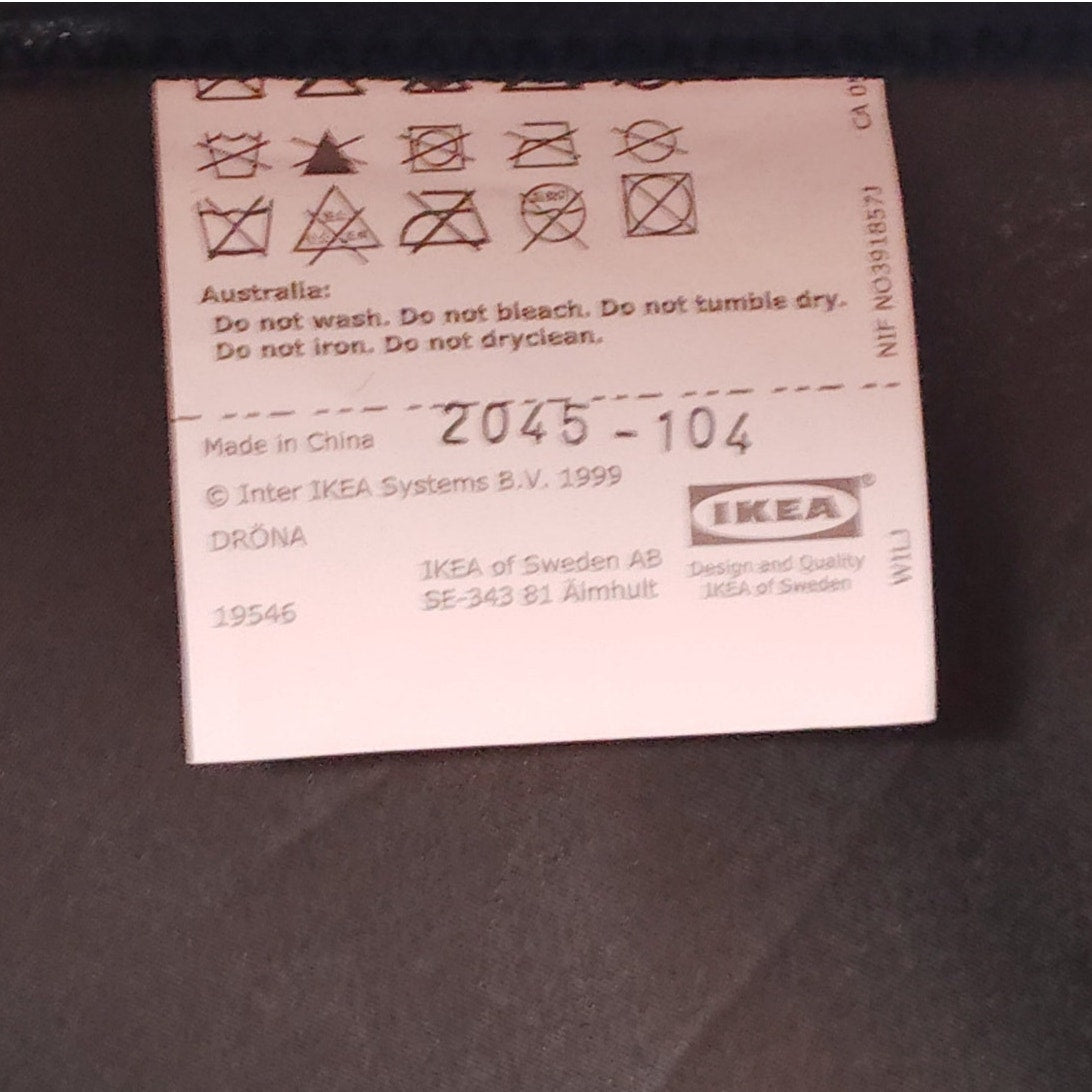 Australia:
Do not wash. Do not bleach. Do not tumble dry.
Do not iron. Do not dryclean.
2045-104
Made in China
© Inter IKEA Systems B.V. 1999
DRÖNA
19546
IKEA of Sweden AB
SE-343 81 Älmhult
IKEA®
Design and Quality
IKEA of Sweden
CA
NIF NO3918572J
WILJ